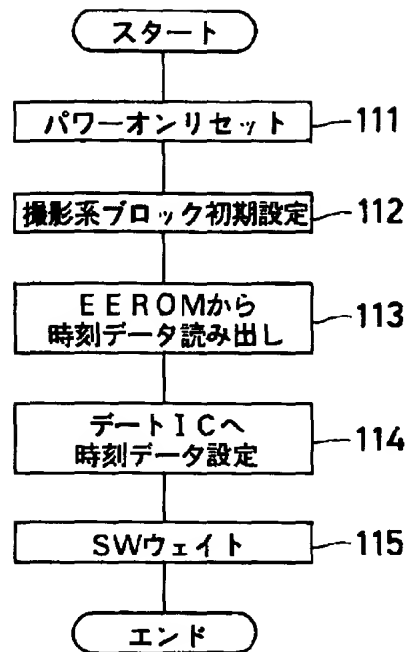 スタート
パワーオンリセット 111
撮影系ブロック初期設定 112
EEROMから
時刻データ読み出し 113
データICへ
時刻データ設定 114
SWウェイト 115
エンド